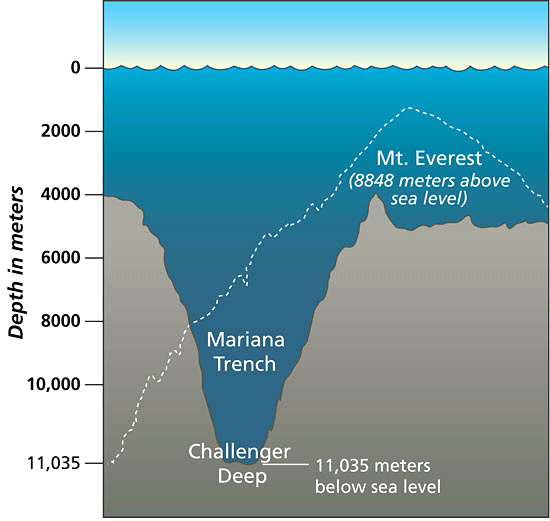 0
2000
Mt. Everest
(8848 meters above
sea level)
4000
6000
Depth in meters
8000
Mariana
Trench
10,000
Challenger
Deep
11,035
11,035 meters
below sea level